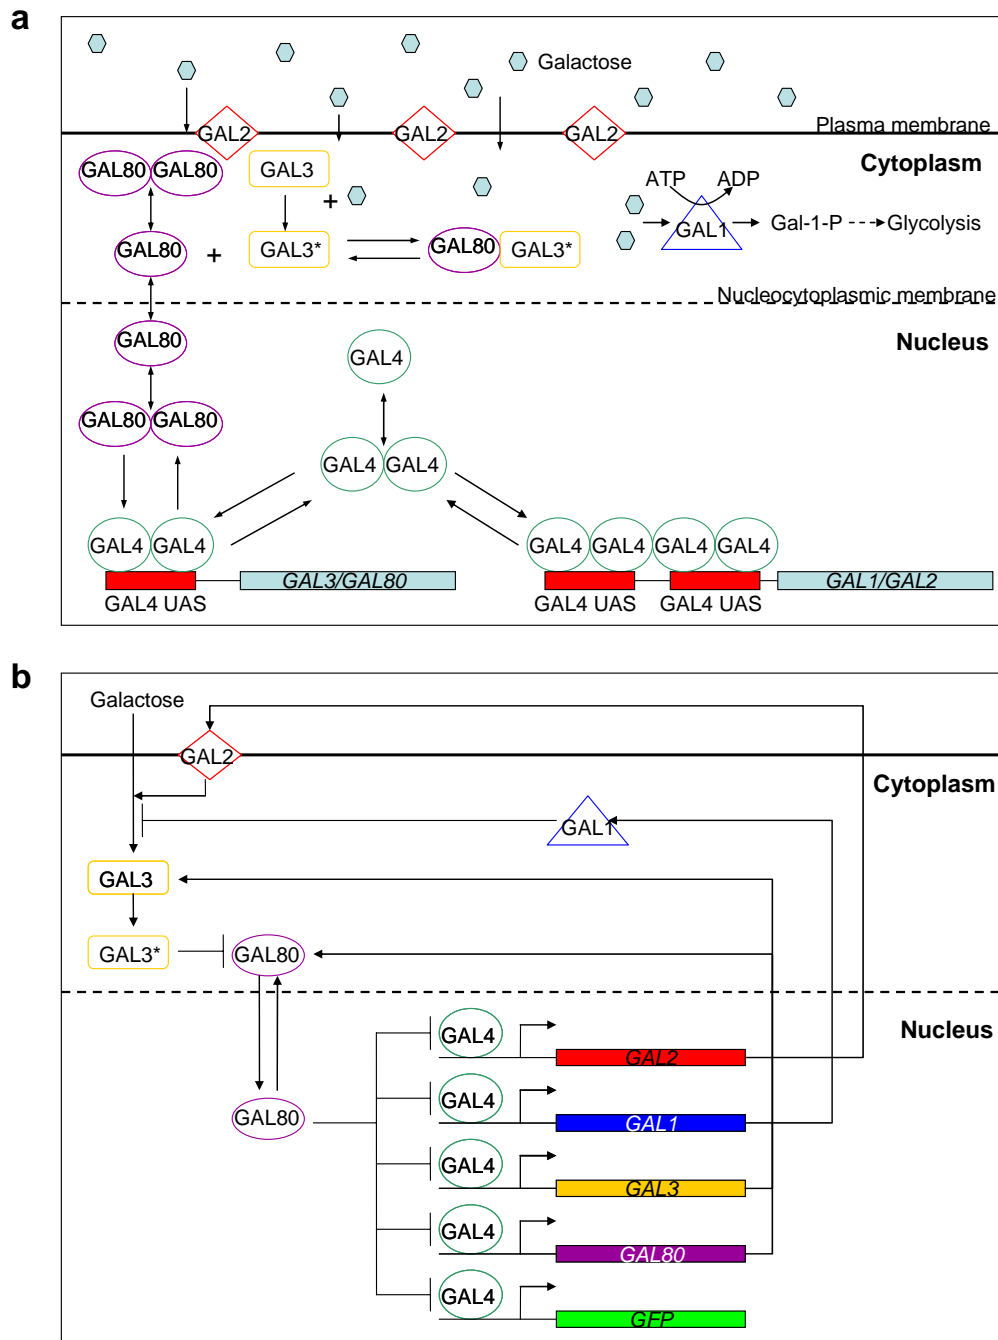 a
Galactose
GAL2 GAL2 GAL2
Plasma membrane
Cytoplasm
GAL80 GAL80
GAL3
+
ATP ADP
GAL1
Gal-1-P
Glycolysis
GAL80
+
GAL3*
GAL80 GAL3*
Nucleocytoplasmic membrane
Nucleus
GAL80
GAL4
GAL80 GAL80
GAL4 GAL4
GAL4 GAL4
GAL4 GAL4 GAL4 GAL4
GAL3/GAL80
GAL1/GAL2
GAL4 UAS
GAL4 UAS GAL4 UAS
b
Galactose
GAL2
Cytoplasm
GAL1
GAL3
GAL3*
GAL80
Nucleus
GAL4
GAL2
GAL80
GAL4
GAL1
GAL4
GAL3
GAL4
GAL80
GAL4
GFP